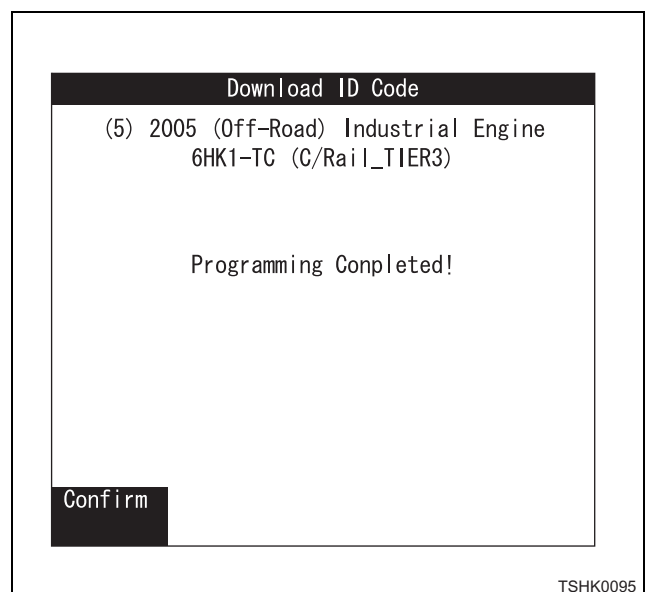 Download ID Code
(5) 2005 (Off-Road) Industrial Engine
6HK1-TC (C/Rail_TIER3)
Programming Conpleted!
Confirm
TSHK0095